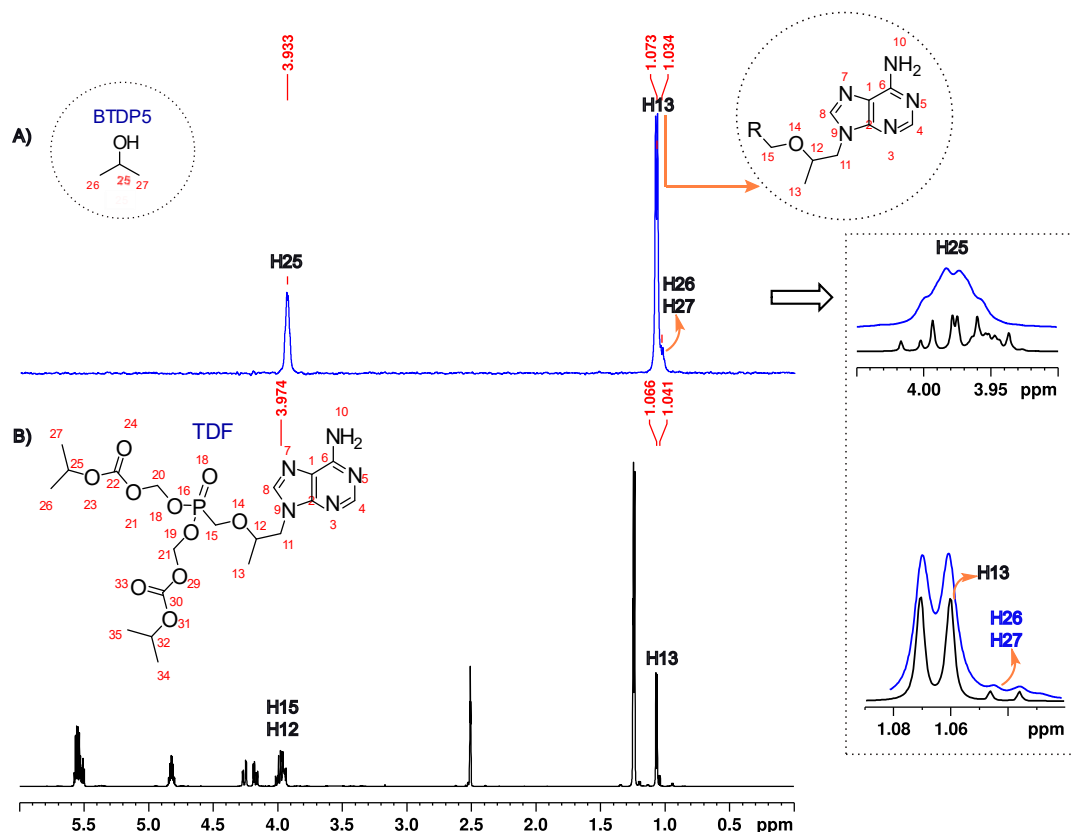 3.933
1.073
1.034
A)
BTDP5
OH
26
25
27
H25
H13
H26
H27
10
NH2
7
6
N
1
N
5
8
R
14
O
N
9
2
N
4
15
12
11
3
13
H25
4.00
3.95
ppm
3.974
1.066
1.041
B)
TDF
24
27
O
18
O
10
NH2
7
6
N
1
N
5
25
O
22
20
O
16
8
26
23
O
18
P
14
O
N
9
2
N
4
21
19
O
15
12
11
3
21
13
33
O
O
29
30
O
31
35
32
34
H15
H12
H13
H13
H26
H27
1.08
1.06
ppm
5.5
5.0
4.5
4.0
3.5
3.0
2.5
2.0
1.5
1.0
0.5
ppm